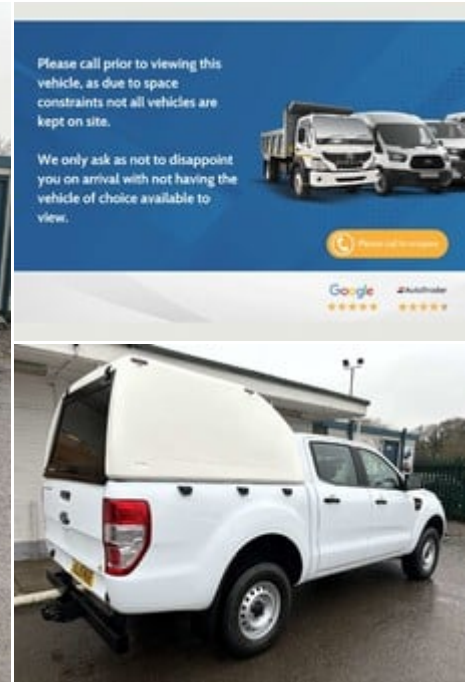 Please call prior to viewing this
vehicle, as due to space
constraints not all vehicles are
kept on site.
We only ask as not to disappoint
you on arrival with not having the
vehicle of choice available to
view.
Please call to enquire
Google
AutoTrader